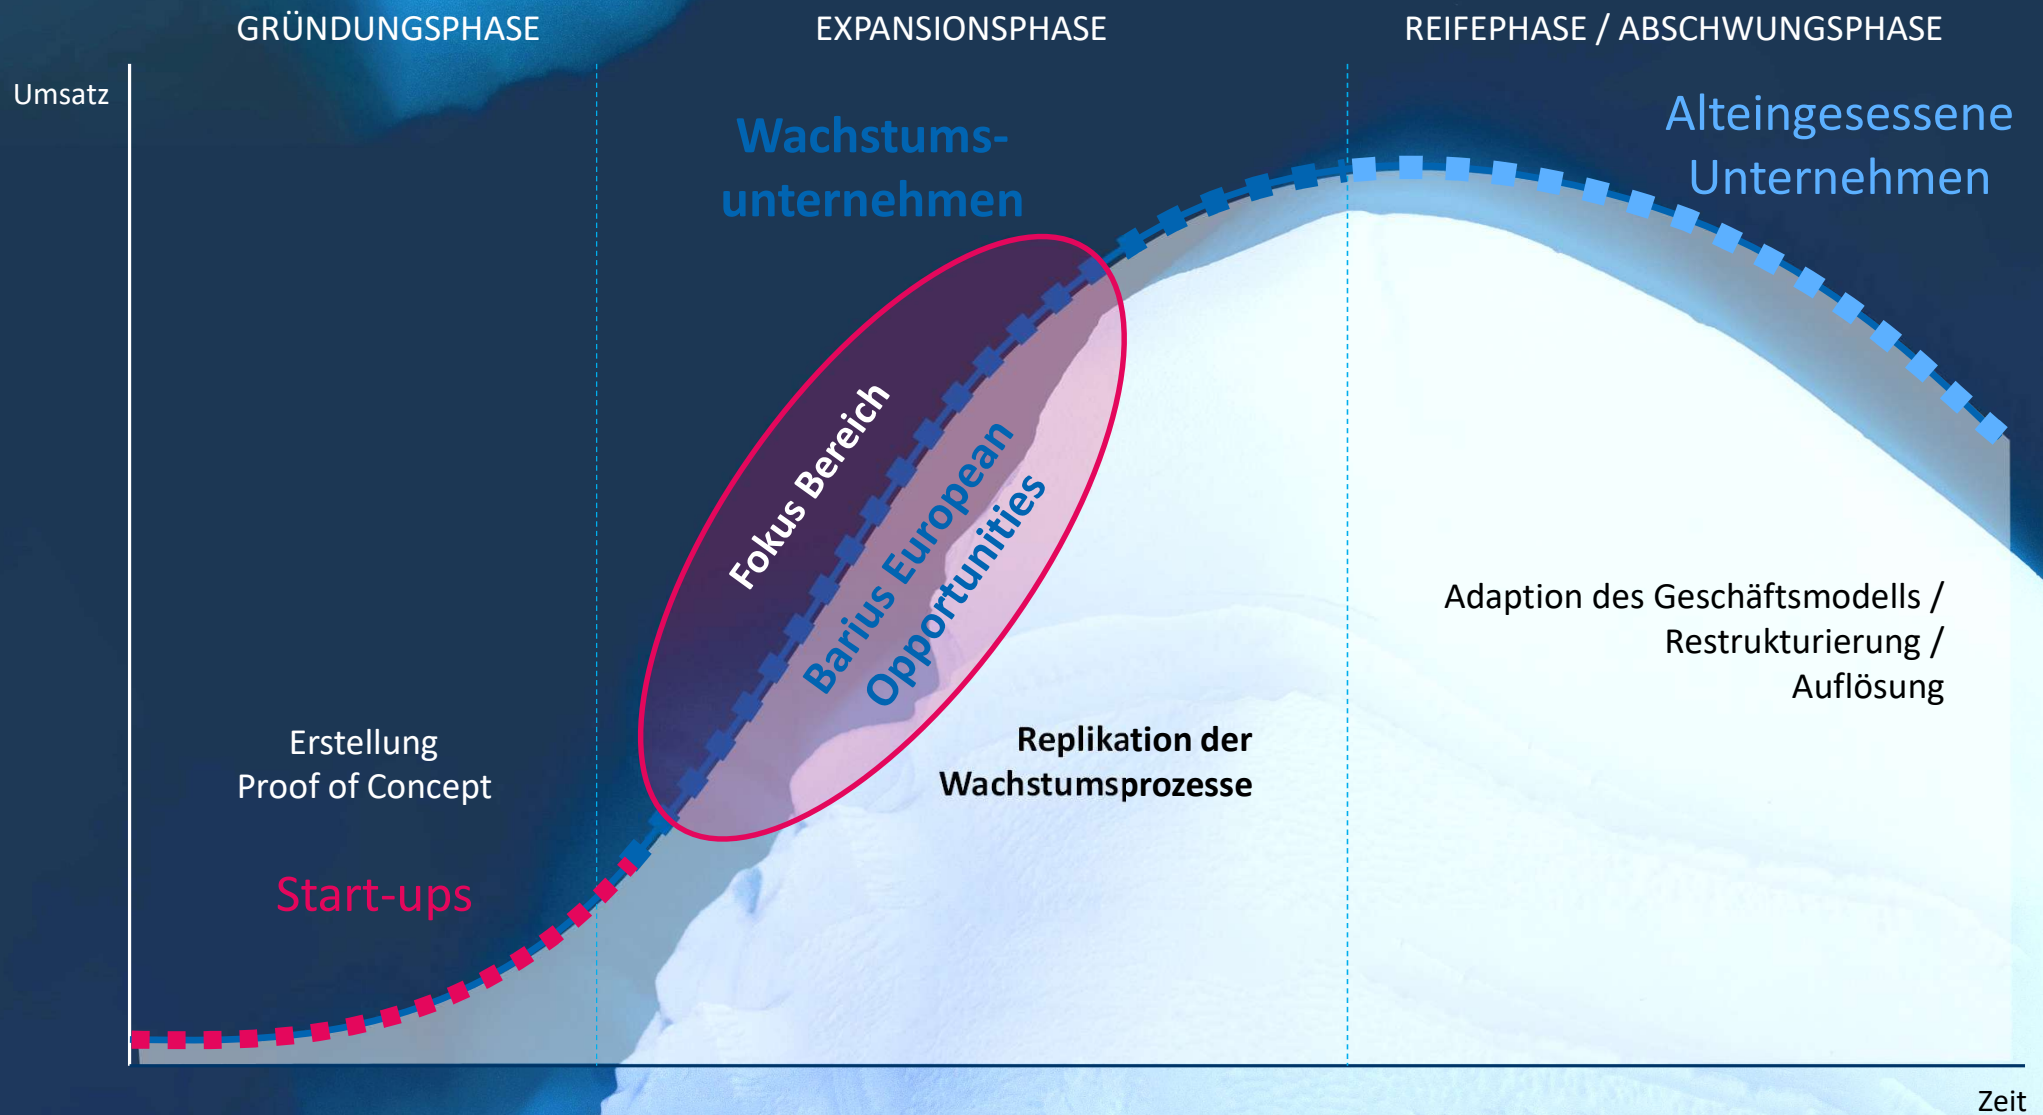 GRÜNDUNGSPHASE
EXPANSIONSPHASE
REIFEPHASE / ABSCHWUNGSPHASE
Umsatz
Wachstums-
unternehmen
Alteingesessene
Unternehmen
Fokus Bereich
Barius European
Opportunities
Adaption des Geschäftsmodells /
Restrukturierung /
Auflösung
Erstellung
Proof of Concept
Replikation der
Wachstumsprozesse
Start-ups
Zeit